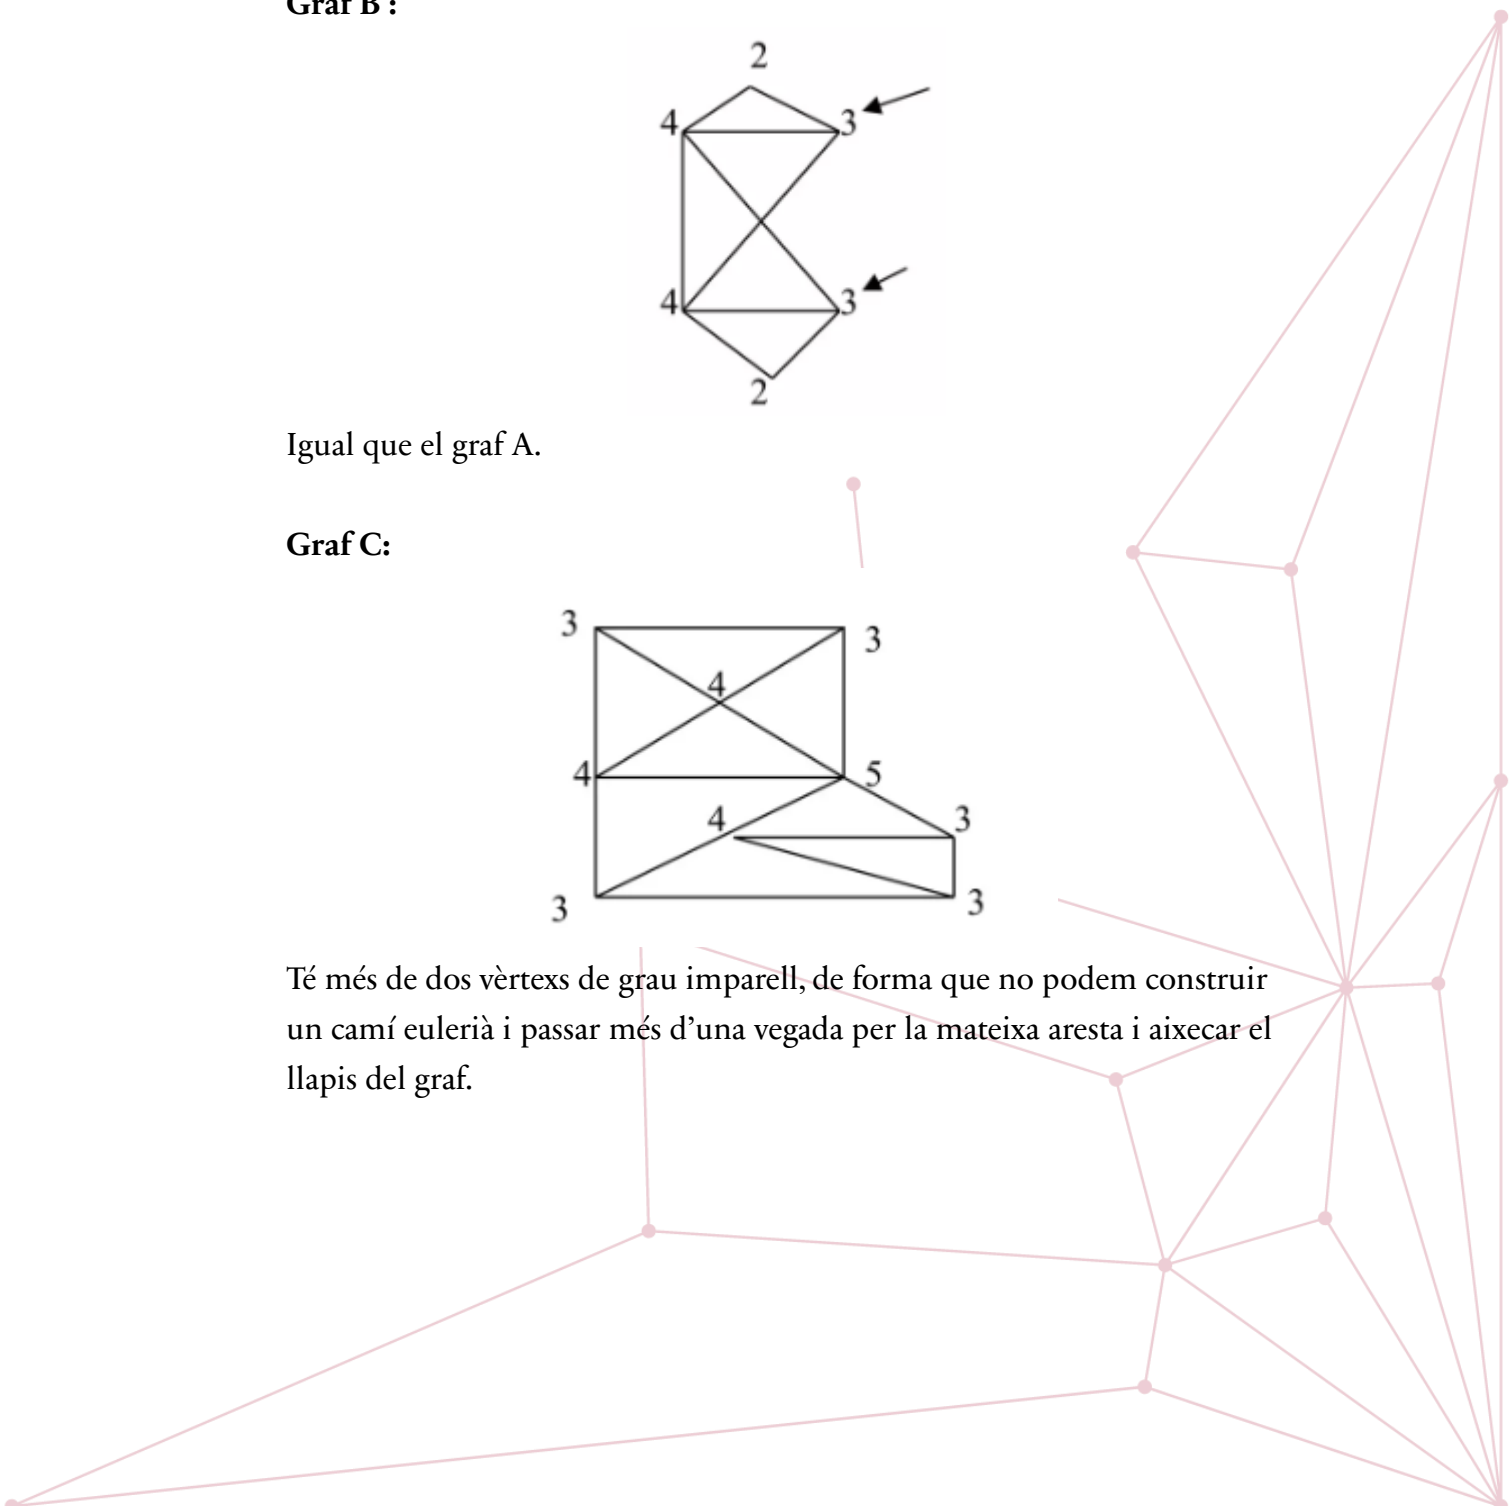 Graf B :
2
4 3
4 3
2
Igual que el graf A.
Graf C:
3 3
4
4 5
4 3
3 3
Té més de dos vèrtexs de grau imparell, de forma que no podem construir
un camí eulerià i passar més d’una vegada per la mateixa aresta i aixecar el
llapis del graf.